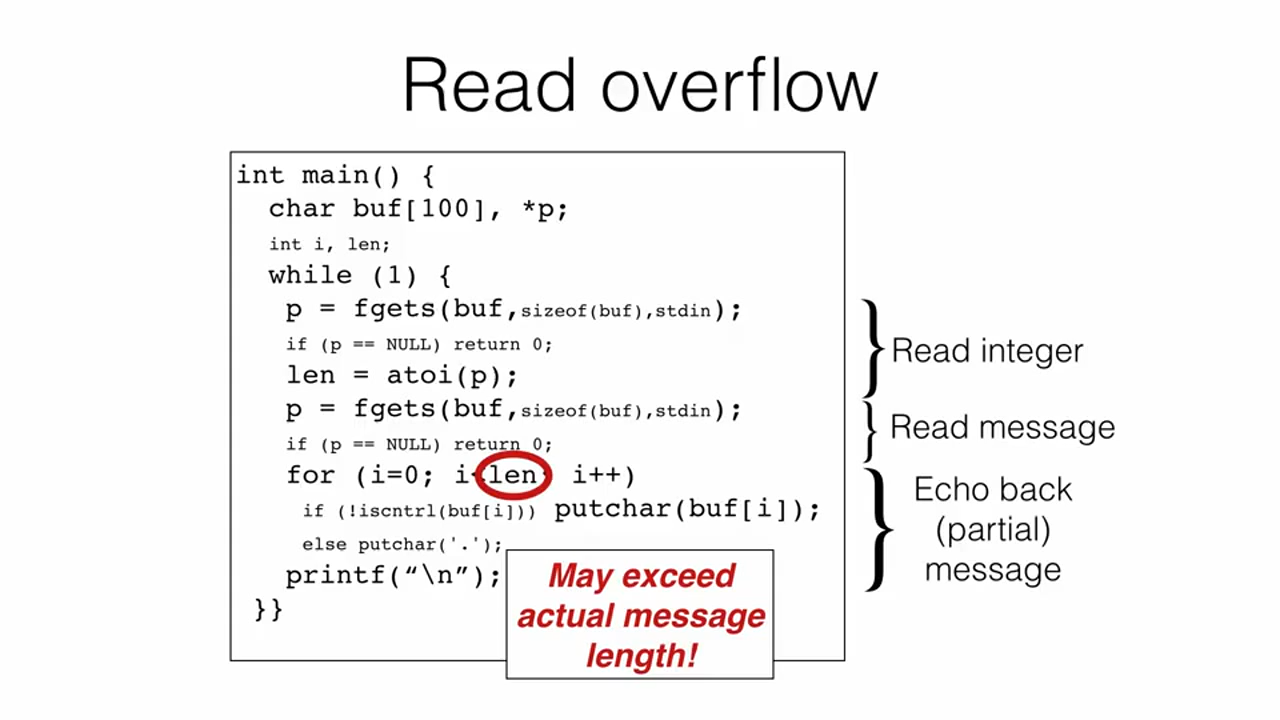 Read overflow
int main() {
char buf[100], *p;
int i, len;
while (1) {
p = fgets(buf,sizeof(buf),stdin);
if (p == NULL) return 0;
len = atoi(p);
p = fgets(buf,sizeof(buf),stdin);
if (p == NULL) return 0;
for (i=0; i<len; i++)
if (!iscntrl(buf[i])) putchar(buf[i]);
else putchar('.');
printf(“\n”);
}}
Read integer
Read message
Echo back
(partial)
message
May exceed
actual message
length!